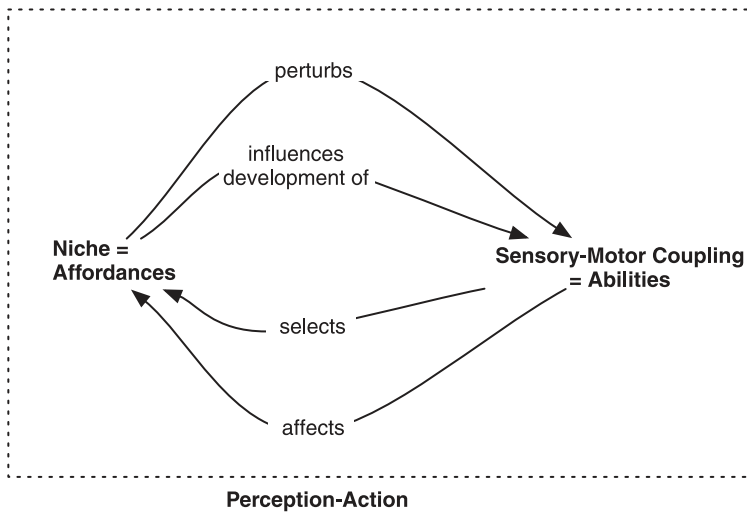 perturbs
influences
development of
Niche =
Affordances
Sensory-Motor Coupling
= Abilities
selects
affects
Perception-Action